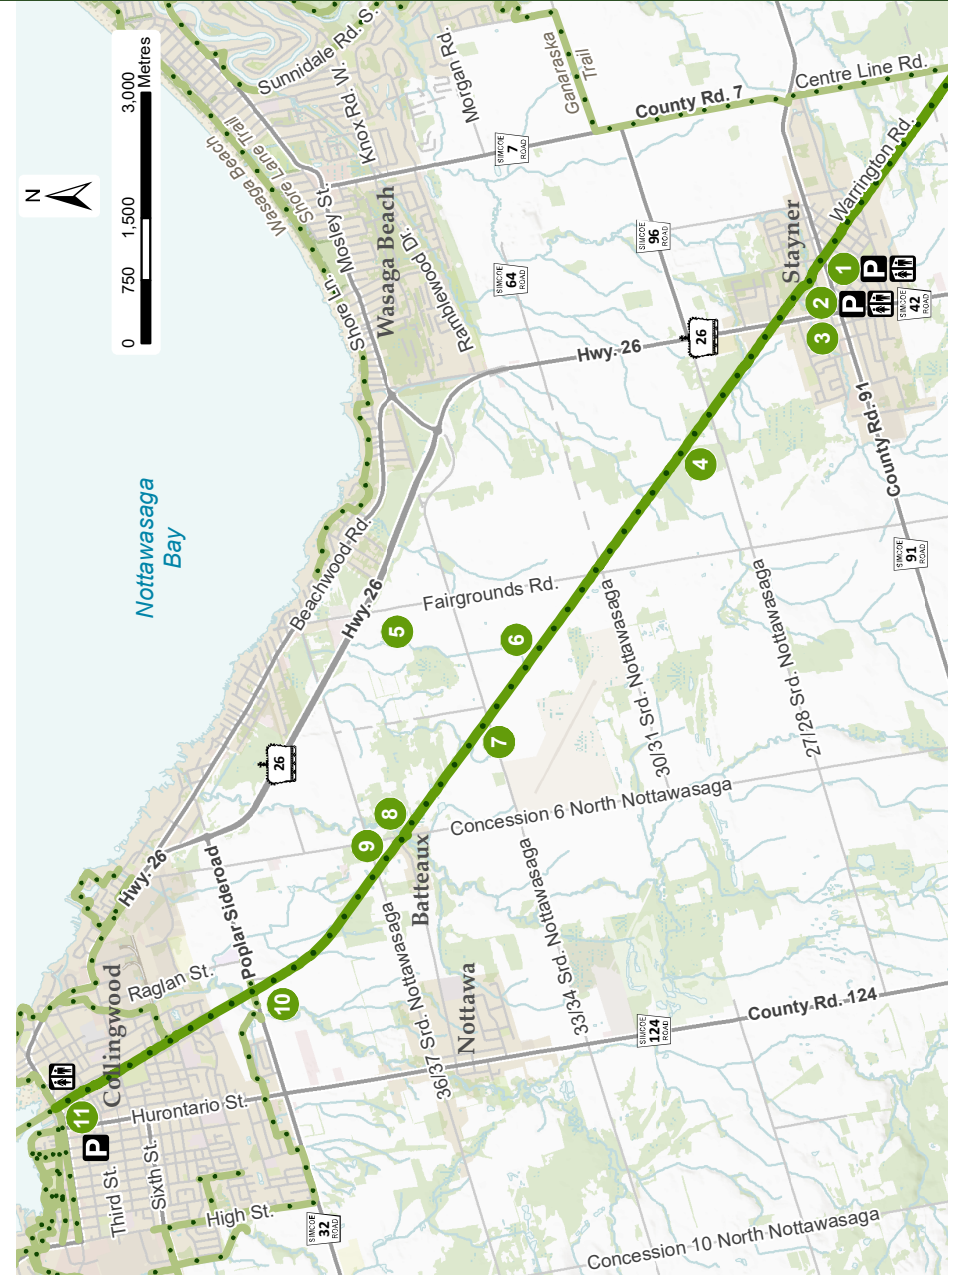 Sunnidale Rd. S.
Knox Rd. W.
Morgan Rd.
Ganaraska
Trail
County Rd. 7
Centre Line Rd.
Warrington Rd.
SIMCOE
7
ROAD
Wasaga Beach
Shore Lane Trail
Mosley St.
Shore Ln.
Wasaga Beach
Ramblewood Dr.
N
0
750
1,500
3,000
Metres
Nottawasaga
Bay
SIMCOE
64
ROAD
SIMCOE
96
ROAD
Stayner
1
P
2
P
3
SIMCOE
42
ROAD
26
Hwy. 26
County Rd. 91
SIMCOE
91
ROAD
4
Beachwood Rd.
Hwy. 26
Fairgrounds Rd.
5
6
7
30/31 Srd. Nottawasaga
27/28 Srd. Nottawasaga
26
Concession 6 North Nottawasaga
8
9
Batteaux
Hwy. 26
Poplar Sideroad
36/37 Srd. Nottawasaga
33/34 Srd. Nottawasaga
Nottawa
Raglan St.
10
County Rd. 124
SIMCOE
124
ROAD
Collingwood
11
P
Hurontario St.
Third St.
Sixth St.
High St.
SIMCOE
32
ROAD
Concession 10 North Nottawasaga